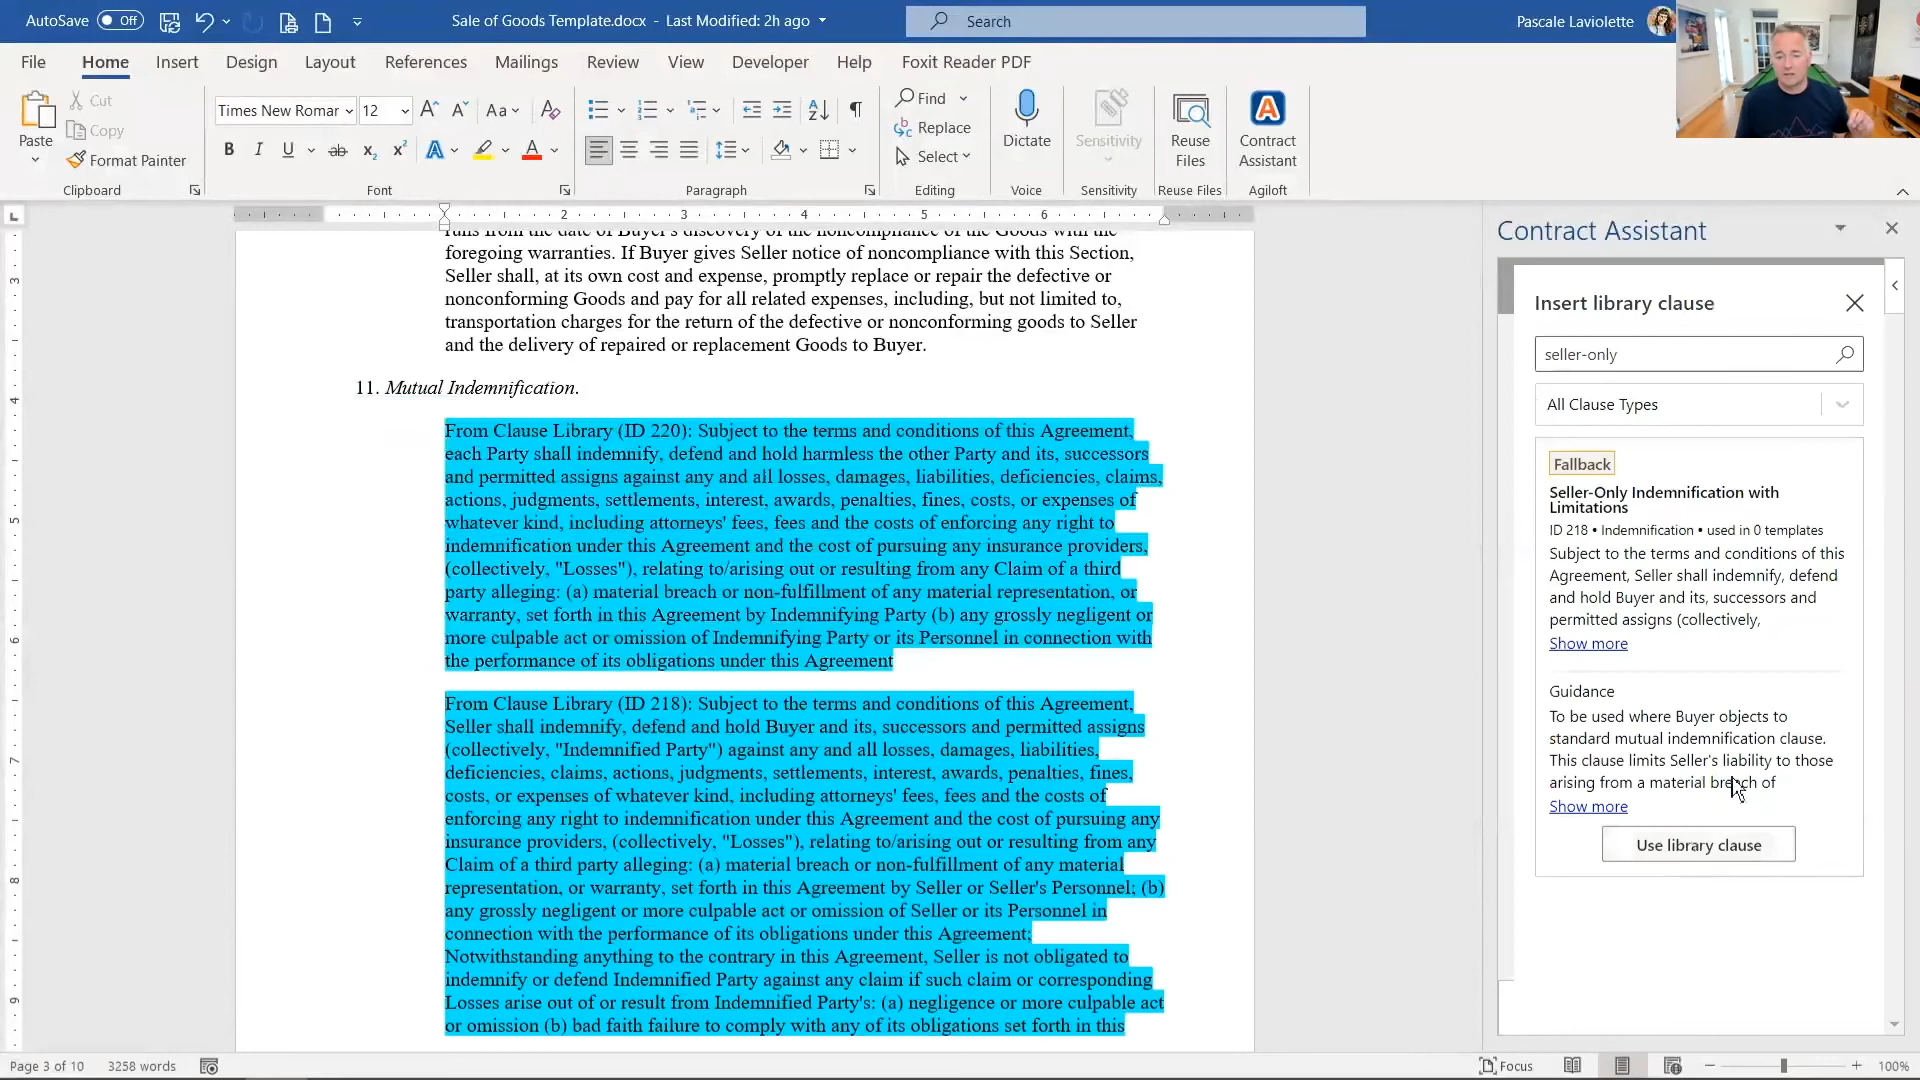 AutoSave Off
Sale of Goods Template.docx - Last Modified: 2h ago
Search
Pascale Laviolette
File Home Insert Design Layout References Mailings Review View Developer Help Foxit Reader PDF
Paste
Cut
Copy
Format Painter
Clipboard
Times New Roman 12
Font
Paragraph
Find
Replace
Select
Editing
Dictate
Voice
Sensitivity
Sensitivity
Reuse Files
Reuse Files
Contract Assistant
Agiloft
2 3 4 5 6
3
4
5
6
7
8
9
foregoing warranties. If Buyer gives Seller notice of noncompliance with this Section,
Seller shall, at its own cost and expense, promptly replace or repair the defective or
nonconforming Goods and pay for all related expenses, including, but not limited to,
transportation charges for the return of the defective or nonconforming goods to Seller
and the delivery of repaired or replacement Goods to Buyer.
11. Mutual Indemnification.
From Clause Library (ID 220): Subject to the terms and conditions of this Agreement,
each Party shall indemnify, defend and hold harmless the other Party and its, successors
and permitted assigns against any and all losses, damages, liabilities, deficiencies, claims,
actions, judgments, settlements, interest, awards, penalties, fines, costs, or expenses of
whatever kind, including attorneys' fees, fees and the costs of enforcing any right to
indemnification under this Agreement and the cost of pursuing any insurance providers,
(collectively, "Losses"), relating to/arising out or resulting from any Claim of a third
party alleging: (a) material breach or non-fulfillment of any material representation, or
warranty, set forth in this Agreement by Indemnifying Party (b) any grossly negligent or
more culpable act or omission of Indemnifying Party or its Personnel in connection with
the performance of its obligations under this Agreement
From Clause Library (ID 218): Subject to the terms and conditions of this Agreement,
Seller shall indemnify, defend and hold Buyer and its, successors and permitted assigns
(collectively, "Indemnified Party") against any and all losses, damages, liabilities,
deficiencies, claims, actions, judgments, settlements, interest, awards, penalties, fines,
costs, or expenses of whatever kind, including attorneys' fees, fees and the costs of
enforcing any right to indemnification under this Agreement and the cost of pursuing any
insurance providers, (collectively, "Losses"), relating to/arising out or resulting from any
Claim of a third party alleging: (a) material breach or non-fulfillment of any material
representation, or warranty, set forth in this Agreement by Seller or Seller's Personnel; (b)
any grossly negligent or more culpable act or omission of Seller or its Personnel in
connection with the performance of its obligations under this Agreement;
Notwithstanding anything to the contrary in this Agreement, Seller is not obligated to
indemnify or defend Indemnified Party against any claim if such claim or corresponding
Losses arise out of or result from Indemnified Party's: (a) negligence or more culpable act
or omission (b) bad faith failure to comply with any of its obligations set forth in this
Contract Assistant
Insert library clause
seller-only
All Clause Types
Fallback
Seller-Only Indemnification with
Limitations
ID 218 • Indemnification • used in 0 templates
Subject to the terms and conditions of this
Agreement, Seller shall indemnify, defend
and hold Buyer and its, successors and
permitted assigns (collectively,
Show more
Guidance
To be used where Buyer objects to
standard mutual indemnification clause.
This clause limits Seller's liability to those
arising from a material breach of
Show more
Use library clause
Page 3 of 10 3258 words
Focus
100%